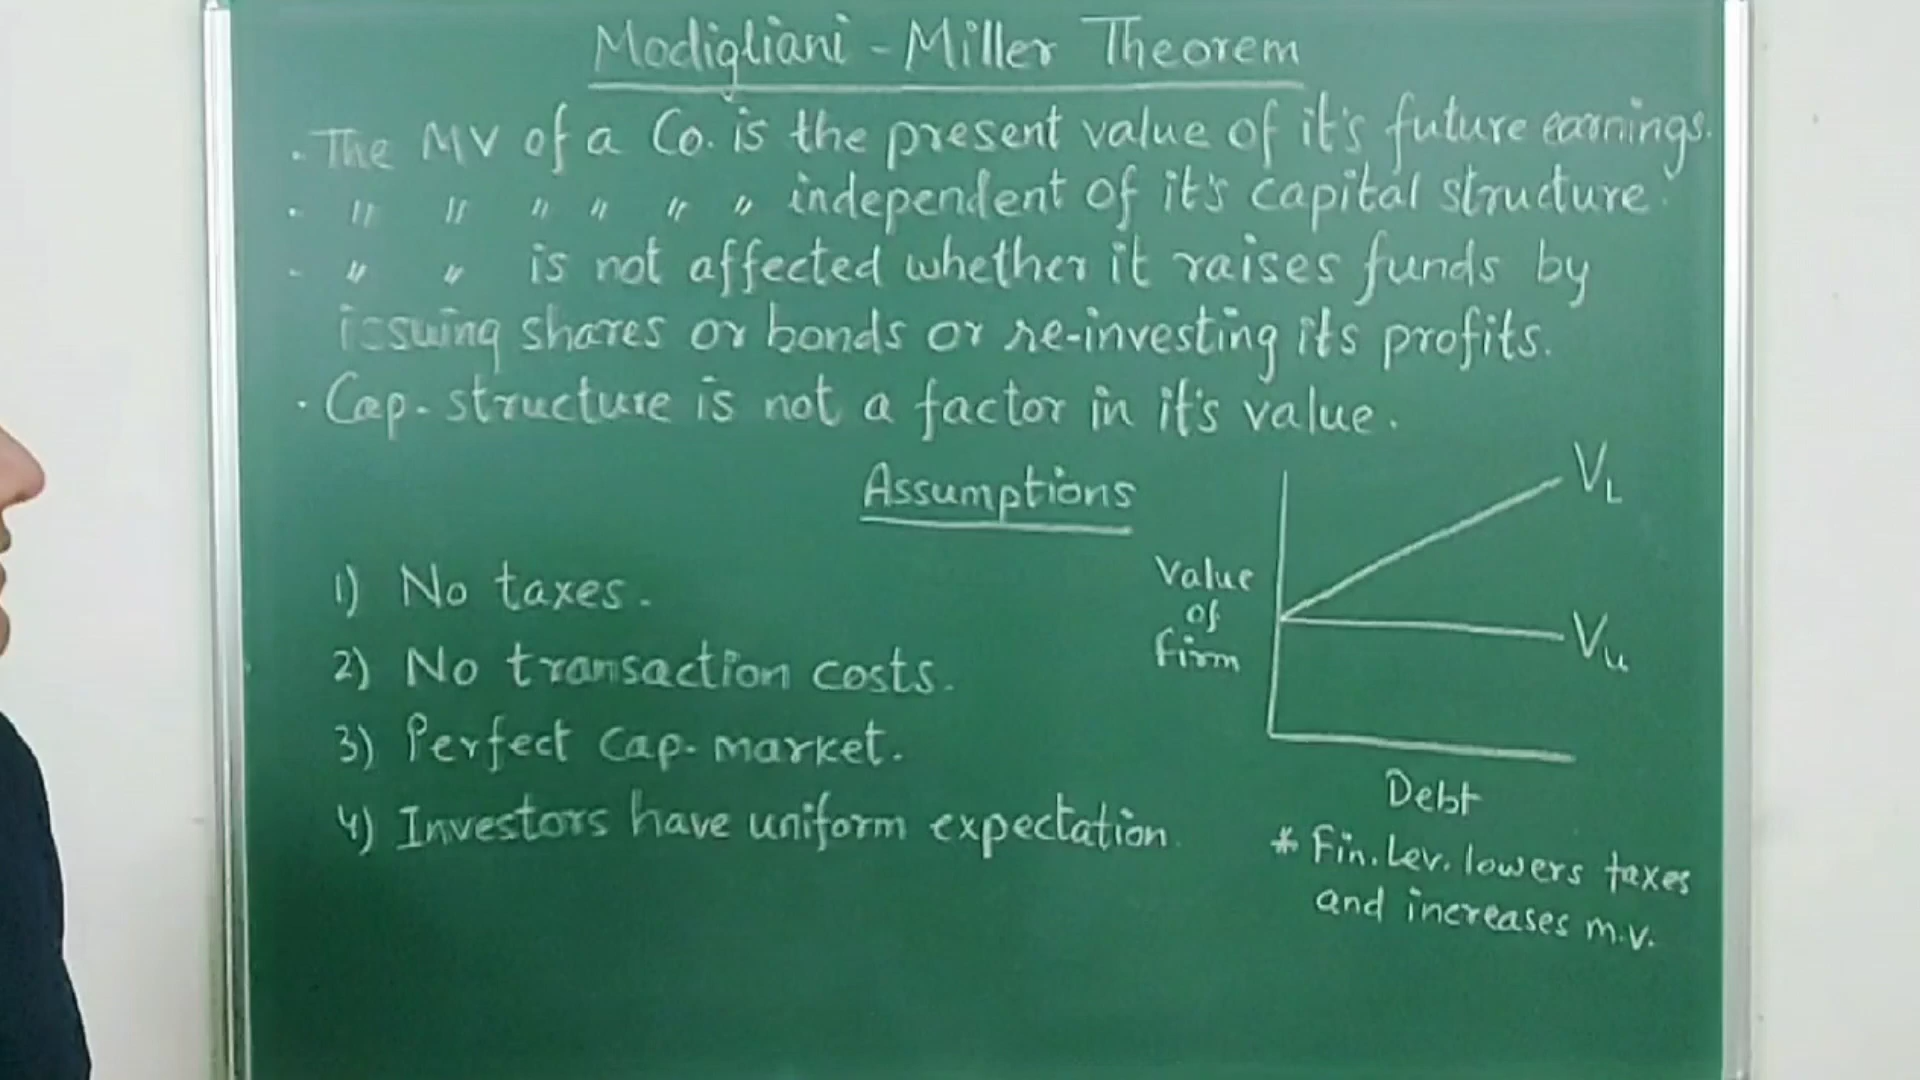 Modigliani - Miller Theorem
. The MV of a Co. is the present value of it's future earnings.
. " " " " " " independent of it's capital structure.
- " " is not affected whether it raises funds by
issuing shares or bonds or re-investing its profits.
. Cap. structure is not a factor in it's value.
Assumptions
1) No taxes.
2) No transaction costs.
3) Perfect Cap. market.
4) Investors have uniform expectation.
VL
Value
of
firm
Vu
Debt
* Fin. Lev. lowers taxes
and increases m.v.